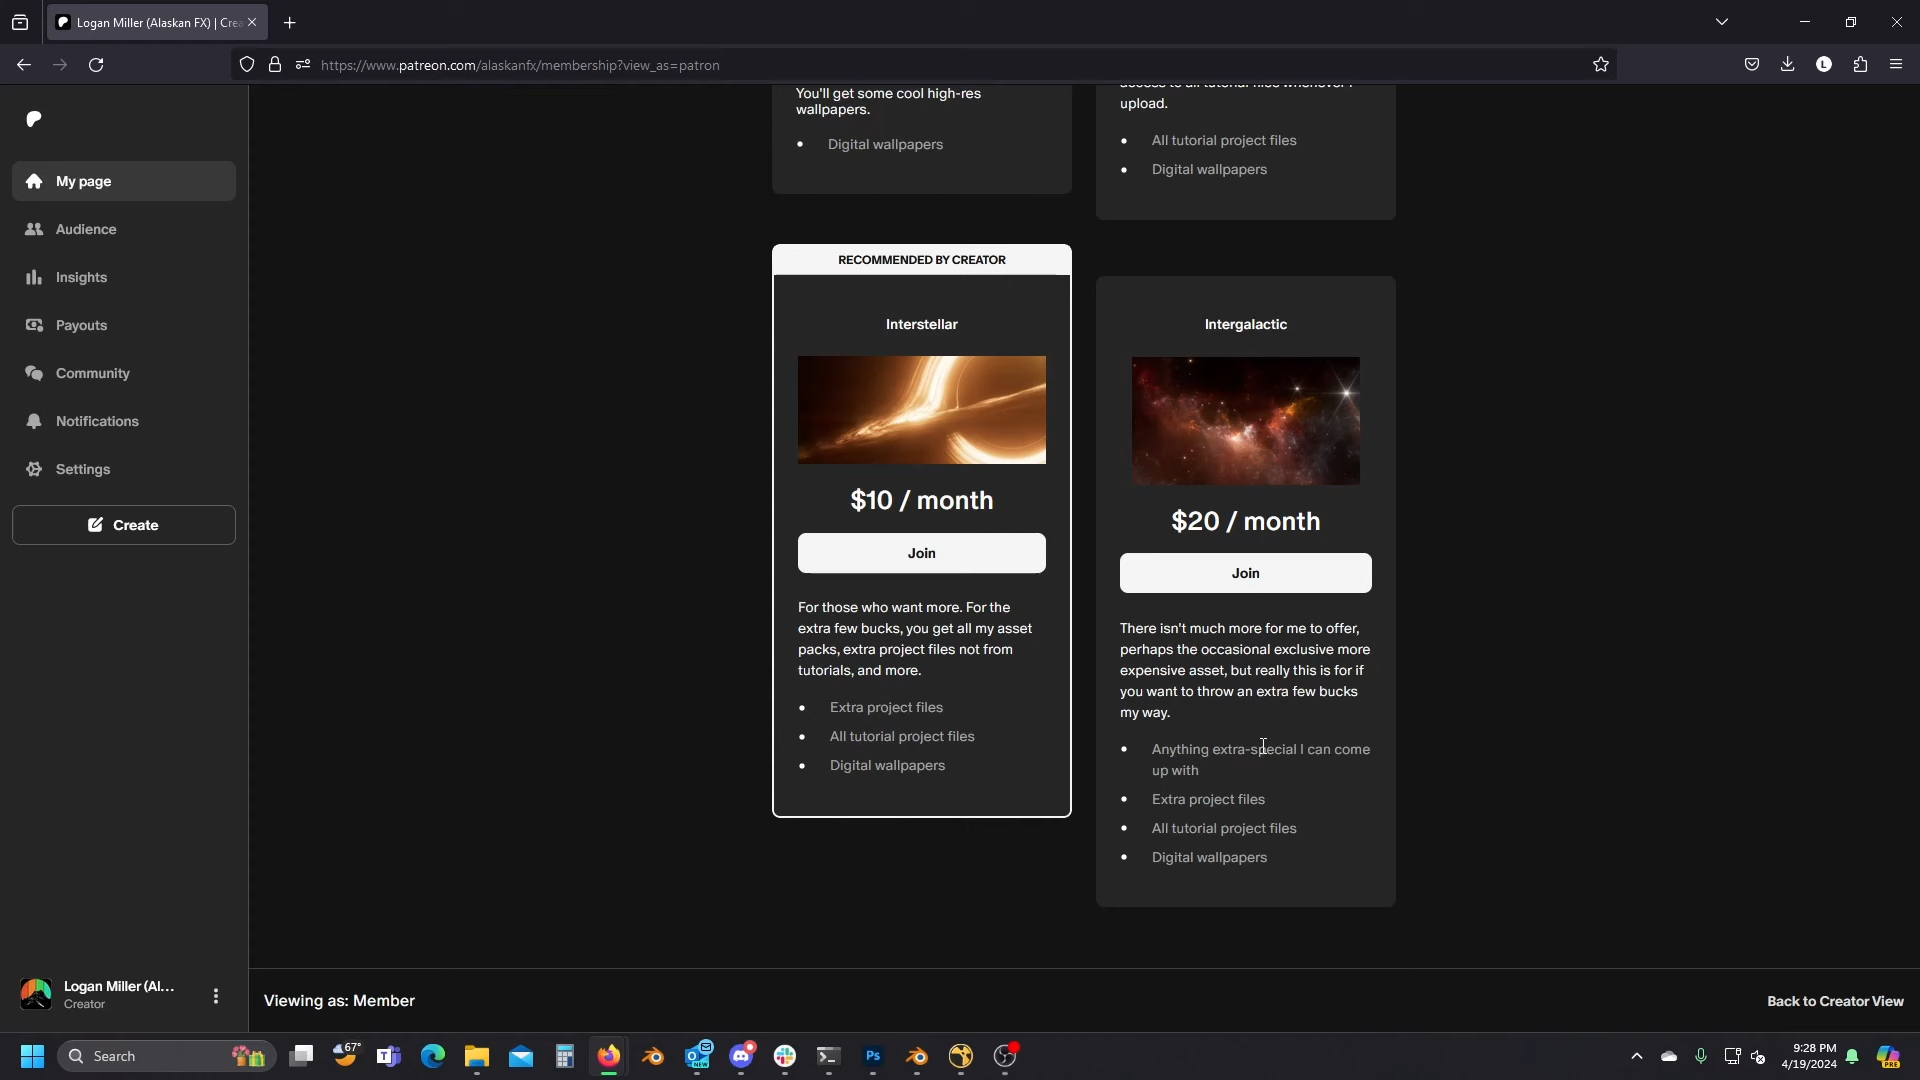 Logan Miller (Alaskan FX) | Crea
https://www.patreon.com/alaskanfx/membership?view_as=patron
L
My page
Audience
Insights
Payouts
Community
Notifications
Settings
Create
Logan Miller (Al...
Creator
You'll get some cool high-res
wallpapers.
Digital wallpapers
upload.
All tutorial project files
Digital wallpapers
RECOMMENDED BY CREATOR
Interstellar
$10 / month
Join
For those who want more. For the
extra few bucks, you get all my asset
packs, extra project files not from
tutorials, and more.
Extra project files
All tutorial project files
Digital wallpapers
Intergalactic
$20 / month
Join
There isn't much more for me to offer,
perhaps the occasional exclusive more
expensive asset, but really this is for if
you want to throw an extra few bucks
my way.
Anything extra-special I can come
up with
Extra project files
All tutorial project files
Digital wallpapers
Viewing as: Member
Back to Creator View
Search
67°
Ps
9:28 PM
4/19/2024